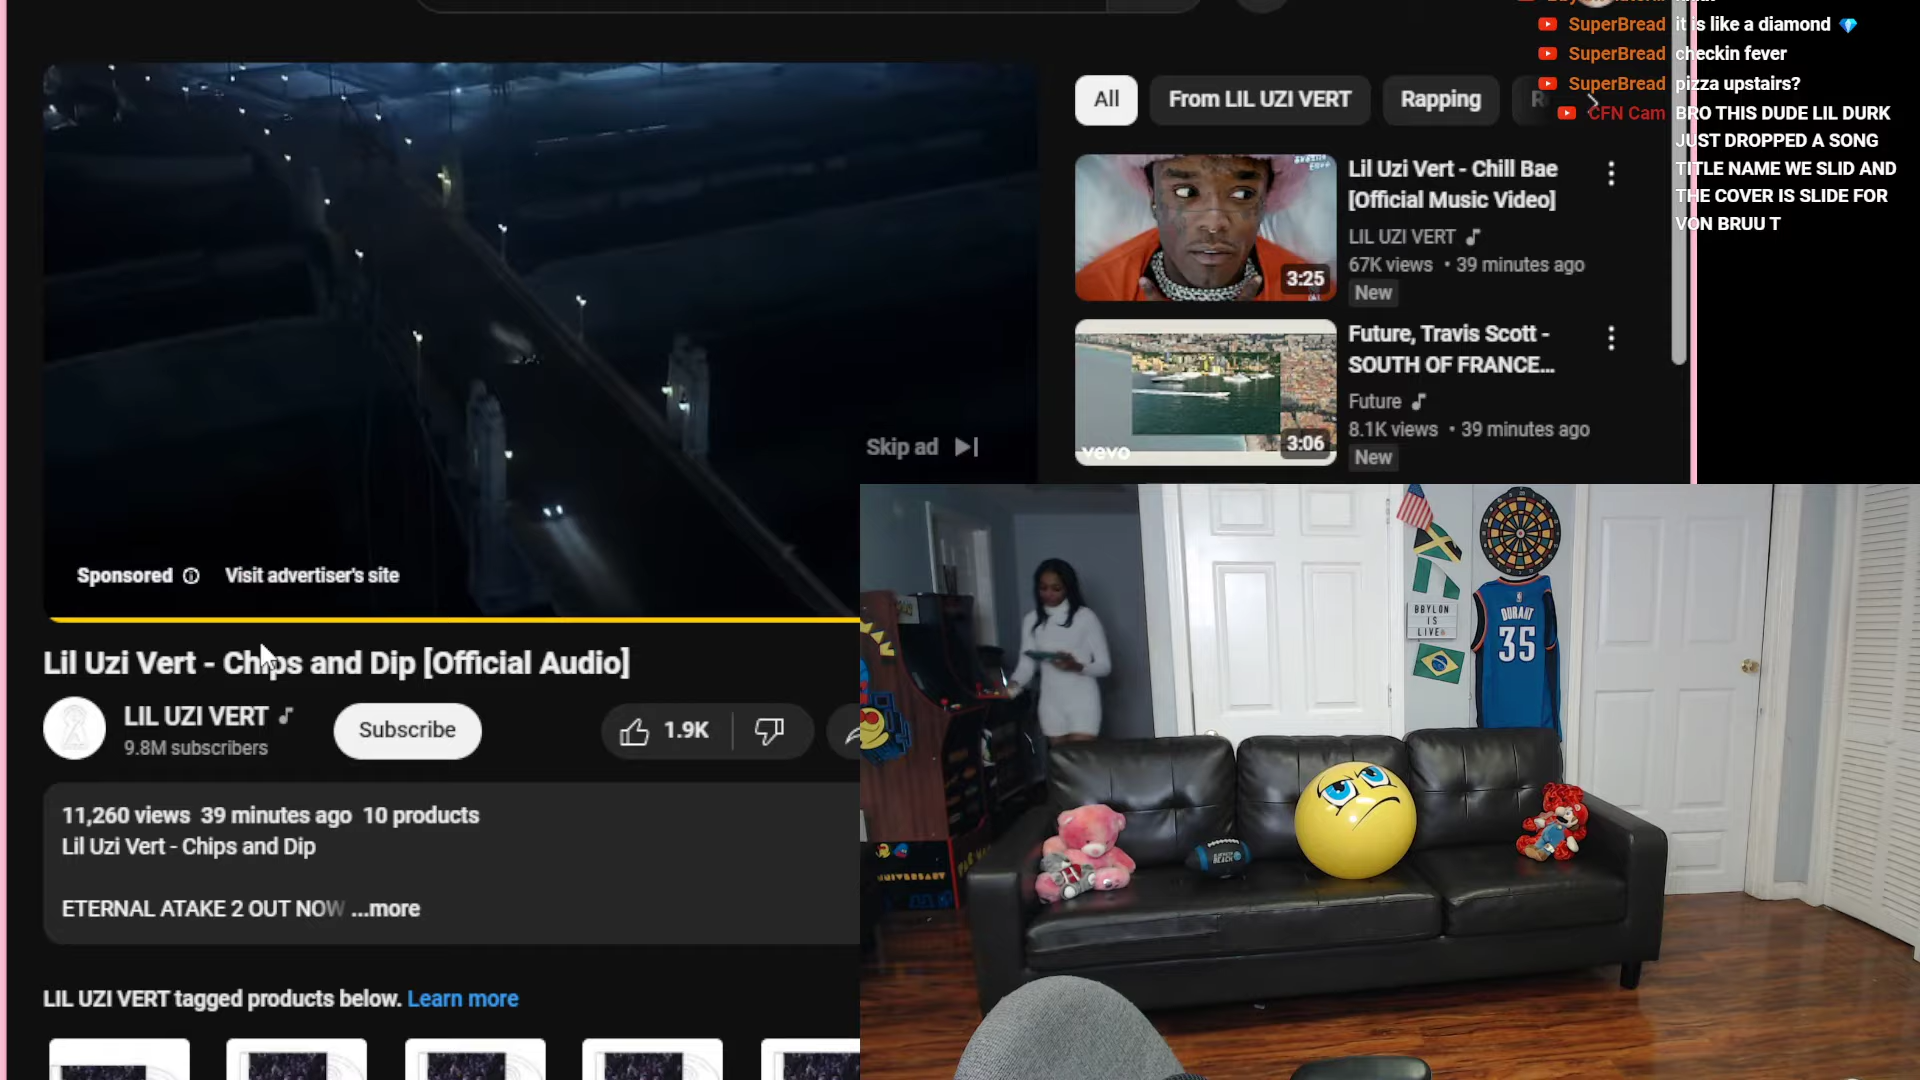 SuperBread it is like a diamond
SuperBread checkin fever
SuperBread pizza upstairs?
CFN Cam BRO THIS DUDE LIL DURK
JUST DROPPED A SONG
TITLE NAME WE SLID AND
THE COVER IS SLIDE FOR
VON BRUU T
All
From LIL UZI VERT
Rapping
Lil Uzi Vert - Chill Bae
[Official Music Video]
LIL UZI VERT
67K views • 39 minutes ago
New
3:25
Future, Travis Scott -
SOUTH OF FRANCE...
Future
8.1K views • 39 minutes ago
New
3:06
vevo
Skip ad
Sponsored
Visit advertiser's site
Lil Uzi Vert - Chips and Dip [Official Audio]
LIL UZI VERT
9.8M subscribers
Subscribe
1.9K
11,260 views 39 minutes ago 10 products
Lil Uzi Vert - Chips and Dip
ETERNAL ATAKE 2 OUT NOW ...more
LIL UZI VERT tagged products below. Learn more
BBYLON
IS
LIVE
DURANT
35